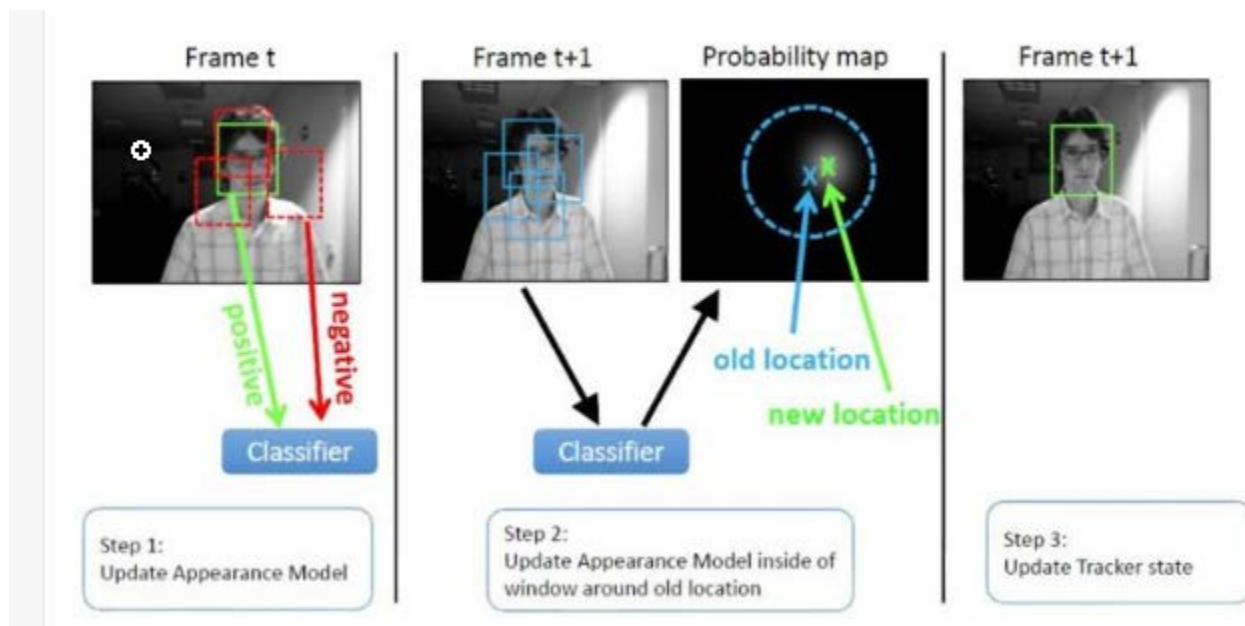 Frame t
Frame t+1
Probability map
Frame t+1
positive
negative
x
x
old location
new location
Classifier
Classifier
Step 1:
Update Appearance Model
Step 2:
Update Appearance Model inside of
window around old location
Step 3:
Update Tracker state